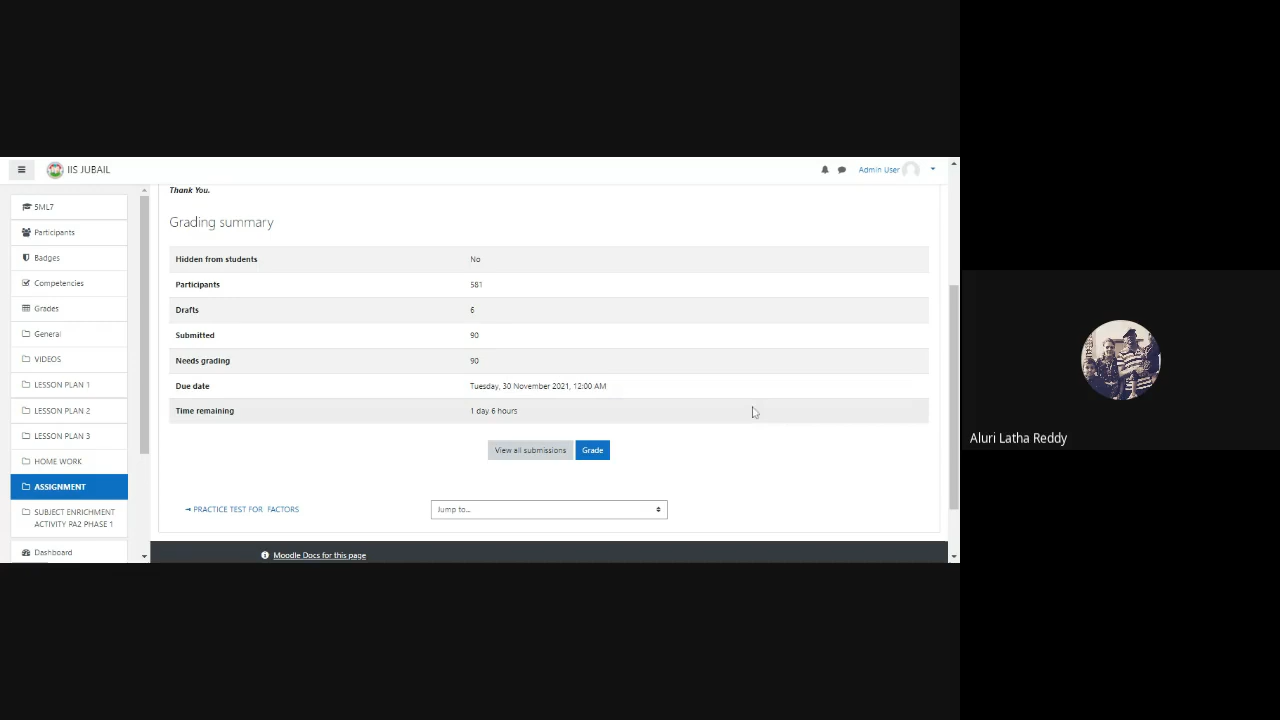 IIS JUBAIL
Admin User
5ML7
Participants
Badges
Competencies
Grades
General
VIDEOS
LESSON PLAN 1
LESSON PLAN 2
LESSON PLAN 3
HOME WORK
ASSIGNMENT
SUBJECT ENRICHMENT
ACTIVITY PA2 PHASE 1
Dashboard
Thank You.
Grading summary
Hidden from students No
Participants 581
Drafts 6
Submitted 90
Needs grading 90
Due date Tuesday, 30 November 2021, 12:00 AM
Time remaining 1 day 6 hours
View all submissions Grade
→ PRACTICE TEST FOR FACTORS Jump to...
Moodle Docs for this page
Aluri Latha Reddy